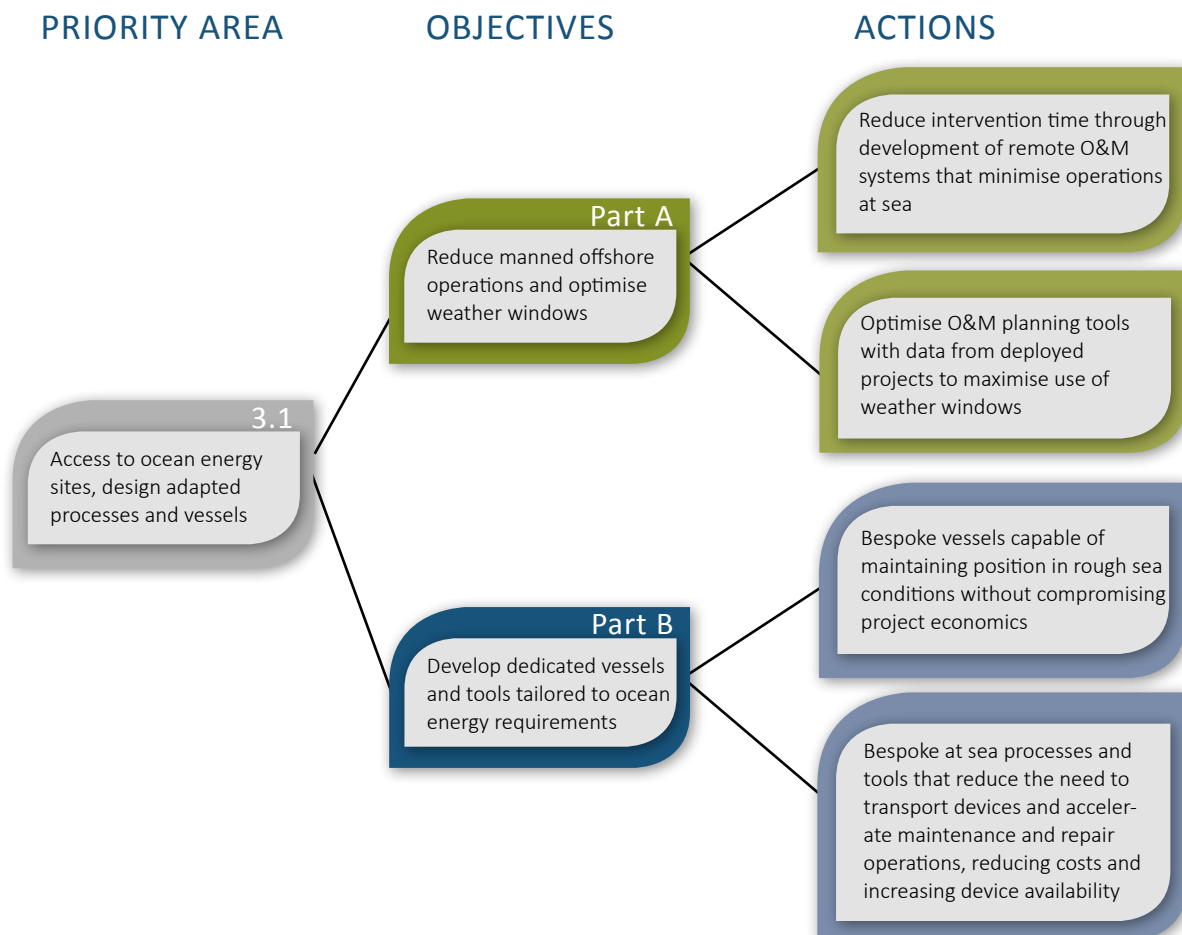 PRIORITY AREA
OBJECTIVES
ACTIONS
3.1
Access to ocean energy
sites, design adapted
processes and vessels
Part A
Reduce manned offshore
operations and optimise
weather windows
Part B
Develop dedicated vessels
and tools tailored to ocean
energy requirements
Reduce intervention time through
development of remote O&M
systems that minimise operations
at sea
Optimise O&M planning tools
with data from deployed
projects to maximise use of
weather windows
Bespoke vessels capable of
maintaining position in rough sea
conditions without compromising
project economics
Bespoke at sea processes and
tools that reduce the need to
transport devices and acceler-
ate maintenance and repair
operations, reducing costs and
increasing device availability